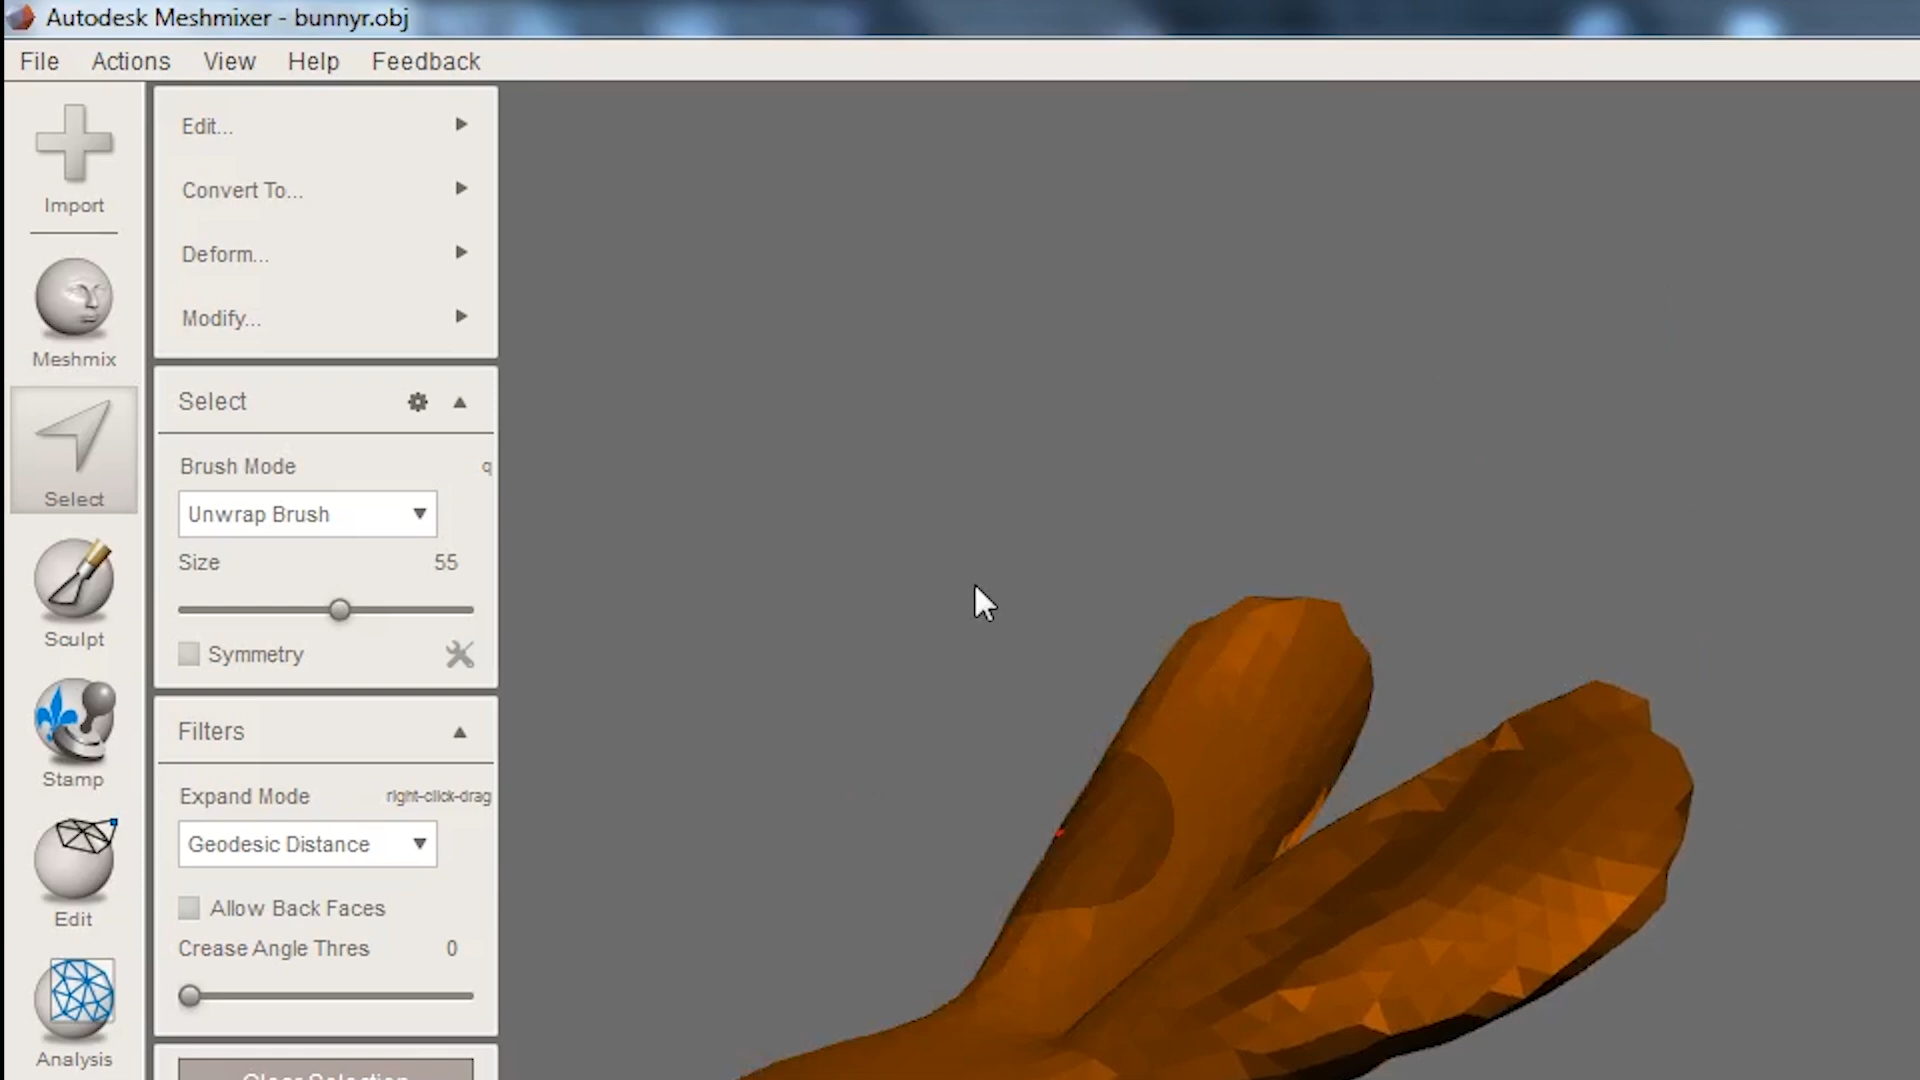 Autodesk Meshmixer - bunnyr.obj
File Actions View Help Feedback
Import
Meshmix
Select
Sculpt
Stamp
Edit
Analysis
Edit...
Convert To...
Deform...
Modify...
Select
Brush Mode q
Unwrap Brush
Size 55
Symmetry
Filters
Expand Mode right-click-drag
Geodesic Distance
Allow Back Faces
Crease Angle Thres 0
Clear Selection